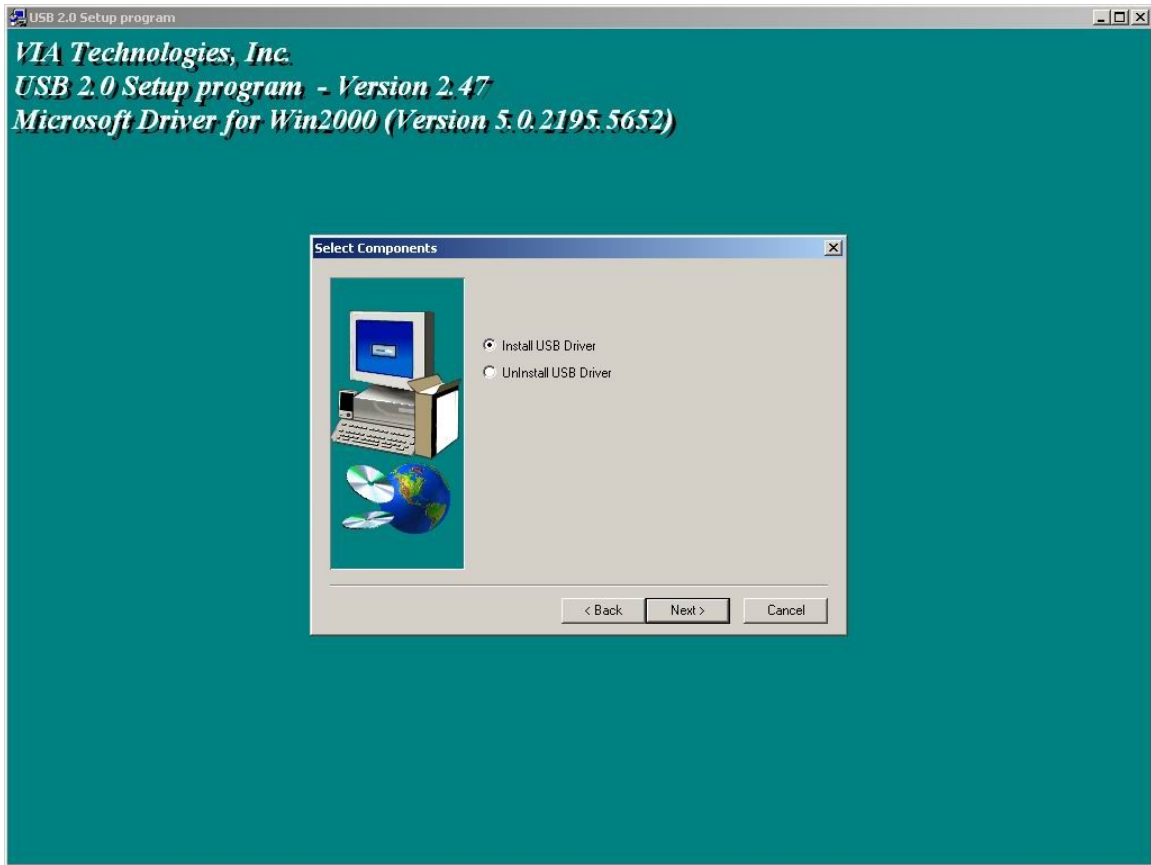 USB 2.0 Setup program
VIA Technologies, Inc.
USB 2.0 Setup program - Version 2.47
Microsoft Driver for Win2000 (Version 5.0.2195.5652)
Select Components
Install USB Driver
UnInstall USB Driver
< Back Next > Cancel